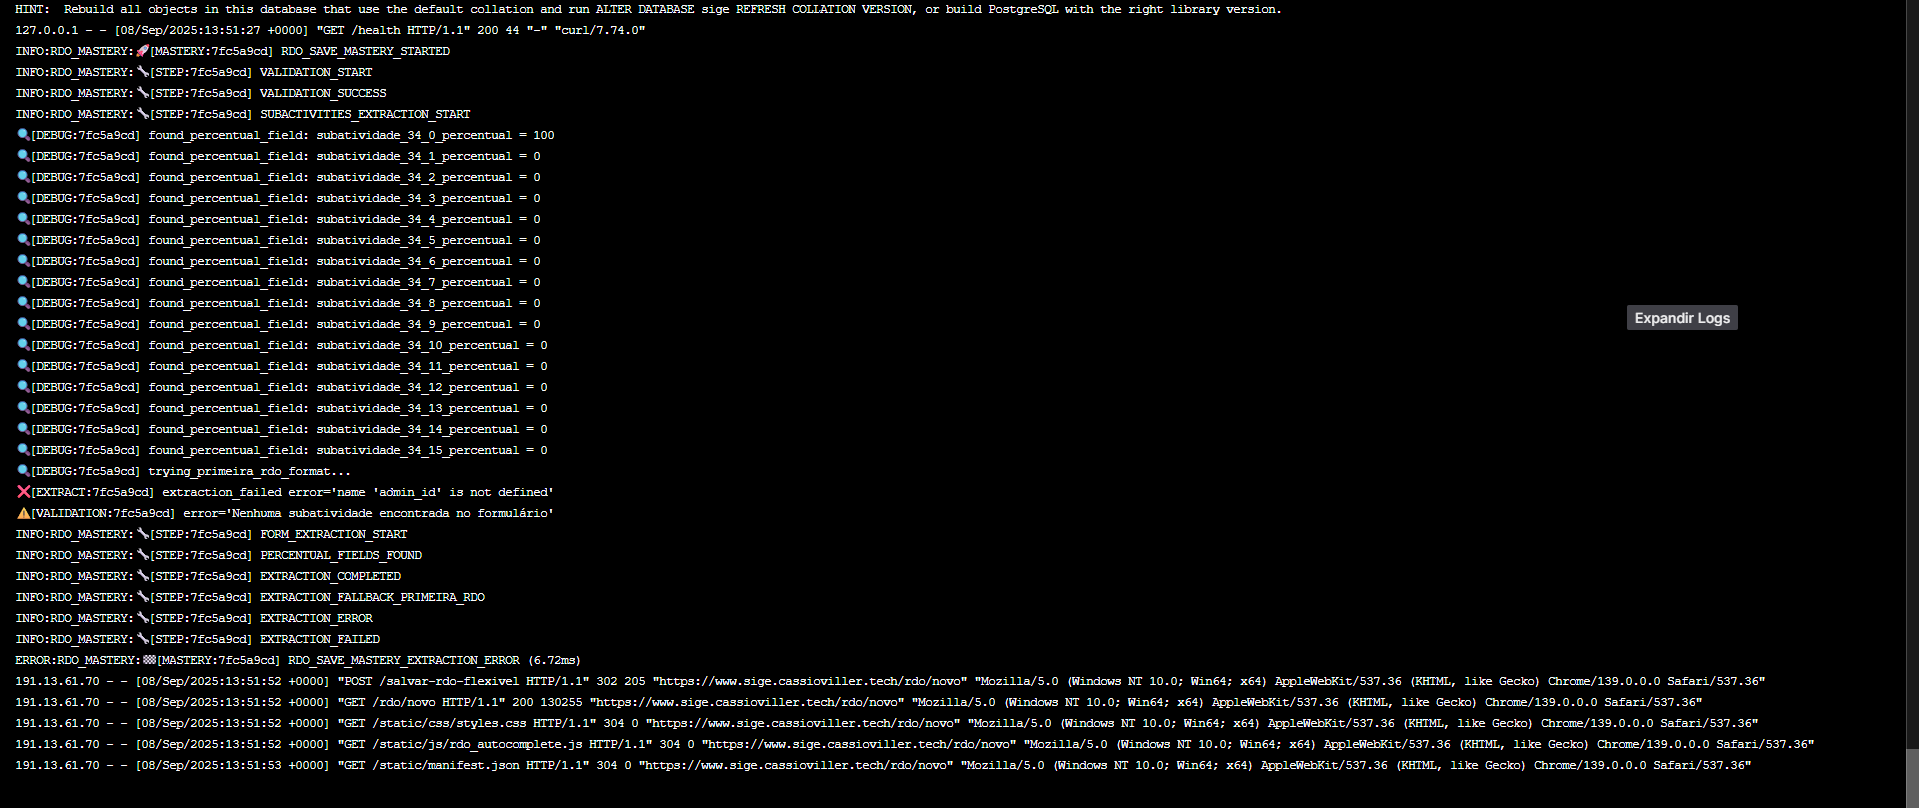 HINT:  Rebuild all objects in this database that use the default collation and run ALTER DATABASE sige REFRESH COLLATION VERSION, or build PostgreSQL with the right library version.
127.0.0.1 - - [08/Sep/2025:13:51:27 +0000] "GET /health HTTP/1.1" 200 44 "-" "curl/7.74.0"
INFO:RDO_MASTERY:🚀[MASTERY:7fc5a9cd] RDO_SAVE_MASTERY_STARTED
INFO:RDO_MASTERY:🔧[STEP:7fc5a9cd] VALIDATION_START
INFO:RDO_MASTERY:🔧[STEP:7fc5a9cd] VALIDATION_SUCCESS
INFO:RDO_MASTERY:🔧[STEP:7fc5a9cd] SUBACTIVITIES_EXTRACTION_START
🔍[DEBUG:7fc5a9cd] found_percentual_field: subatividade_34_0_percentual = 100
🔍[DEBUG:7fc5a9cd] found_percentual_field: subatividade_34_1_percentual = 0
🔍[DEBUG:7fc5a9cd] found_percentual_field: subatividade_34_2_percentual = 0
🔍[DEBUG:7fc5a9cd] found_percentual_field: subatividade_34_3_percentual = 0
🔍[DEBUG:7fc5a9cd] found_percentual_field: subatividade_34_4_percentual = 0
🔍[DEBUG:7fc5a9cd] found_percentual_field: subatividade_34_5_percentual = 0
🔍[DEBUG:7fc5a9cd] found_percentual_field: subatividade_34_6_percentual = 0
🔍[DEBUG:7fc5a9cd] found_percentual_field: subatividade_34_7_percentual = 0
🔍[DEBUG:7fc5a9cd] found_percentual_field: subatividade_34_8_percentual = 0
🔍[DEBUG:7fc5a9cd] found_percentual_field: subatividade_34_9_percentual = 0
Expandir Logs
🔍[DEBUG:7fc5a9cd] found_percentual_field: subatividade_34_10_percentual = 0
🔍[DEBUG:7fc5a9cd] found_percentual_field: subatividade_34_11_percentual = 0
🔍[DEBUG:7fc5a9cd] found_percentual_field: subatividade_34_12_percentual = 0
🔍[DEBUG:7fc5a9cd] found_percentual_field: subatividade_34_13_percentual = 0
🔍[DEBUG:7fc5a9cd] found_percentual_field: subatividade_34_14_percentual = 0
🔍[DEBUG:7fc5a9cd] found_percentual_field: subatividade_34_15_percentual = 0
🔍[DEBUG:7fc5a9cd] trying_primeira_rdo_format...
❌[EXTRACT:7fc5a9cd] extraction_failed error='name 'admin_id' is not defined'
⚠️[VALIDATION:7fc5a9cd] error='Nenhuma subatividade encontrada no formulário'
INFO:RDO_MASTERY:🔧[STEP:7fc5a9cd] FORM_EXTRACTION_START
INFO:RDO_MASTERY:🔧[STEP:7fc5a9cd] PERCENTUAL_FIELDS_FOUND
INFO:RDO_MASTERY:🔧[STEP:7fc5a9cd] EXTRACTION_COMPLETED
INFO:RDO_MASTERY:🔧[STEP:7fc5a9cd] EXTRACTION_FALLBACK_PRIMEIRA_RDO
INFO:RDO_MASTERY:🔧[STEP:7fc5a9cd] EXTRACTION_ERROR
INFO:RDO_MASTERY:🔧[STEP:7fc5a9cd] EXTRACTION_FAILED
ERROR:RDO_MASTERY:🏁[MASTERY:7fc5a9cd] RDO_SAVE_MASTERY_EXTRACTION_ERROR (6.72ms)
191.13.61.70 - - [08/Sep/2025:13:51:52 +0000] "POST /salvar-rdo-flexivel HTTP/1.1" 302 205 "https://www.sige.cassioviller.tech/rdo/novo" "Mozilla/5.0 (Windows NT 10.0; Win64; x64) AppleWebKit/537.36 (KHTML, like Gecko) Chrome/139.0.0.0 Safari/537.36"
191.13.61.70 - - [08/Sep/2025:13:51:52 +0000] "GET /rdo/novo HTTP/1.1" 200 130255 "https://www.sige.cassioviller.tech/rdo/novo" "Mozilla/5.0 (Windows NT 10.0; Win64; x64) AppleWebKit/537.36 (KHTML, like Gecko) Chrome/139.0.0.0 Safari/537.36"
191.13.61.70 - - [08/Sep/2025:13:51:52 +0000] "GET /static/css/styles.css HTTP/1.1" 304 0 "https://www.sige.cassioviller.tech/rdo/novo" "Mozilla/5.0 (Windows NT 10.0; Win64; x64) AppleWebKit/537.36 (KHTML, like Gecko) Chrome/139.0.0.0 Safari/537.36"
191.13.61.70 - - [08/Sep/2025:13:51:52 +0000] "GET /static/js/rdo_autocomplete.js HTTP/1.1" 304 0 "https://www.sige.cassioviller.tech/rdo/novo" "Mozilla/5.0 (Windows NT 10.0; Win64; x64) AppleWebKit/537.36 (KHTML, like Gecko) Chrome/139.0.0.0 Safari/537.36"
191.13.61.70 - - [08/Sep/2025:13:51:53 +0000] "GET /static/manifest.json HTTP/1.1" 304 0 "https://www.sige.cassioviller.tech/rdo/novo" "Mozilla/5.0 (Windows NT 10.0; Win64; x64) AppleWebKit/537.36 (KHTML, like Gecko) Chrome/139.0.0.0 Safari/537.36"